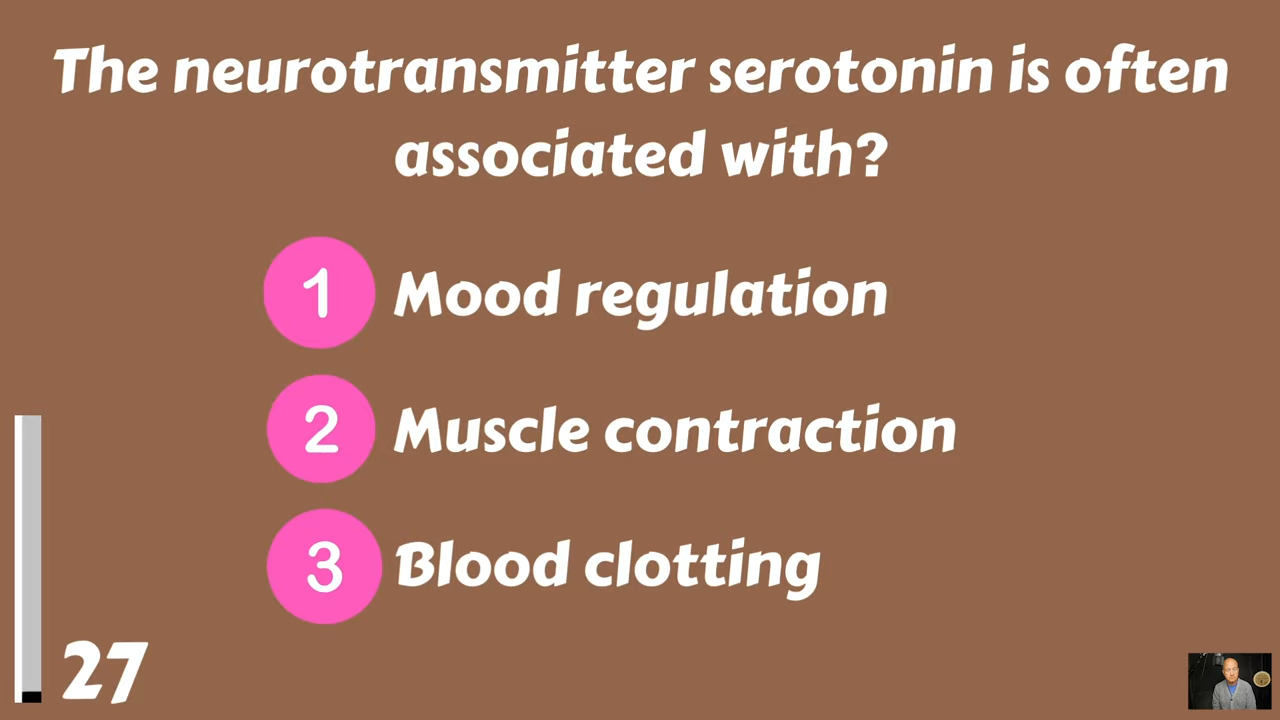 The neurotransmitter serotonin is often
associated with?
1 Mood regulation
2 Muscle contraction
3 Blood clotting
27